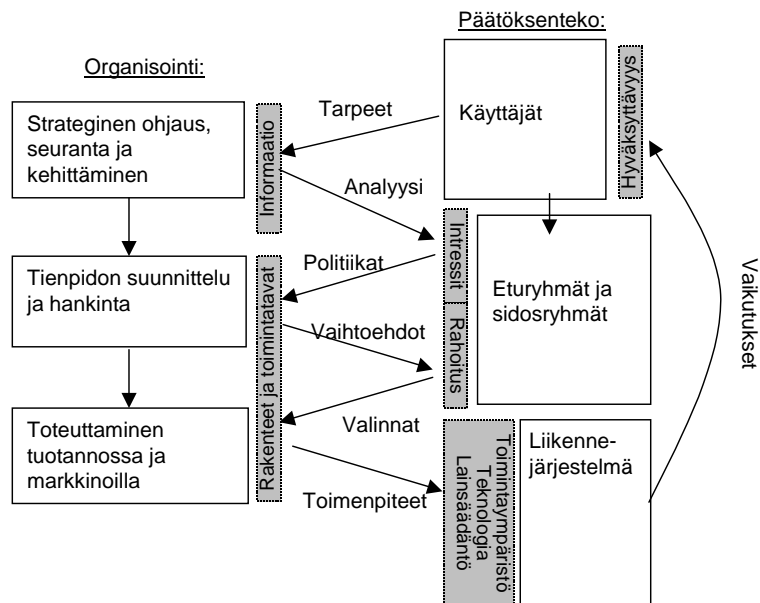 Päätöksenteko:
Organisointi:
Strateginen ohjaus,
seuranta ja
kehittäminen
Informaatio
Tarpeet
Käyttäjät
Hyväksyttävyys
Analyysi
Tienpidon suunnittelu
ja hankinta
Rakenteet ja toimintatavat
Politiikat
Intressit
Eturyhmät ja
sidosryhmät
Vaihtoehdot
Rahoitus
Vaikutukset
Toteuttaminen
tuotannossa ja
markkinoilla
Valinnat
Toimenpiteet
Toimintaympäristö
Teknologia
Lainsäädäntö
Liikenne-
järjestelmä